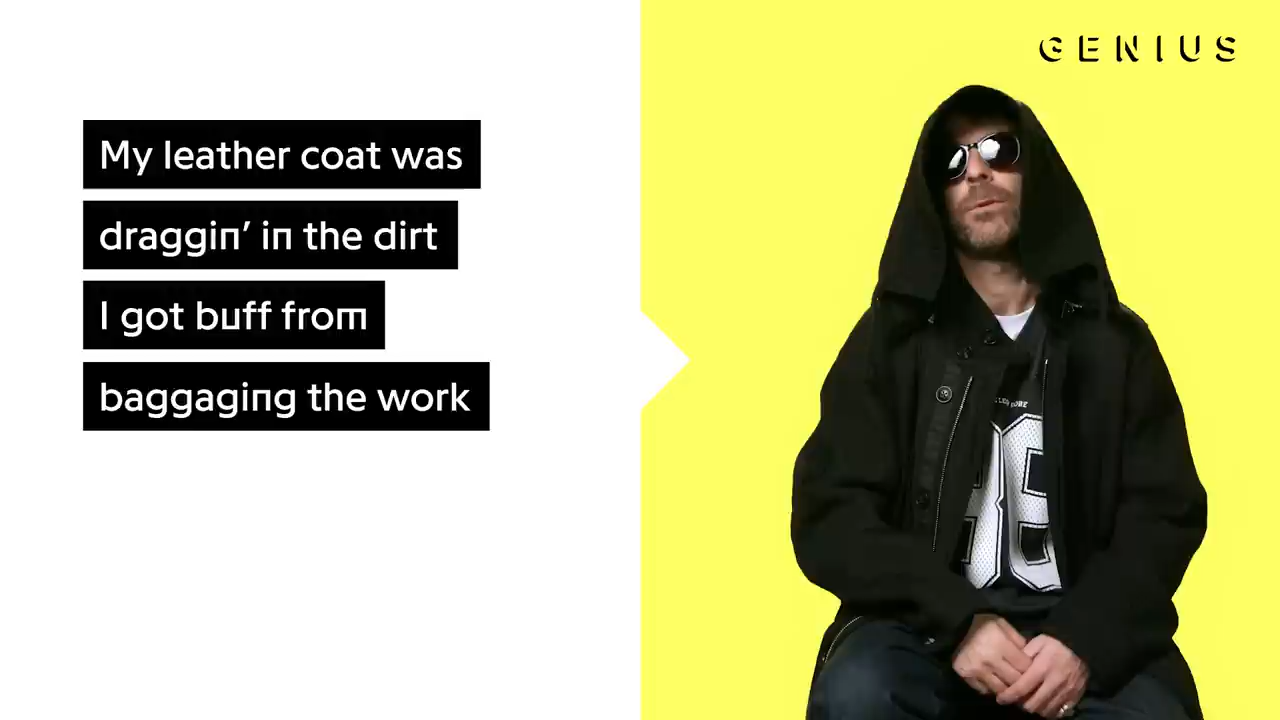 GENIUS
My leather coat was
draggin’ in the dirt
I got buff from
baggaging the work